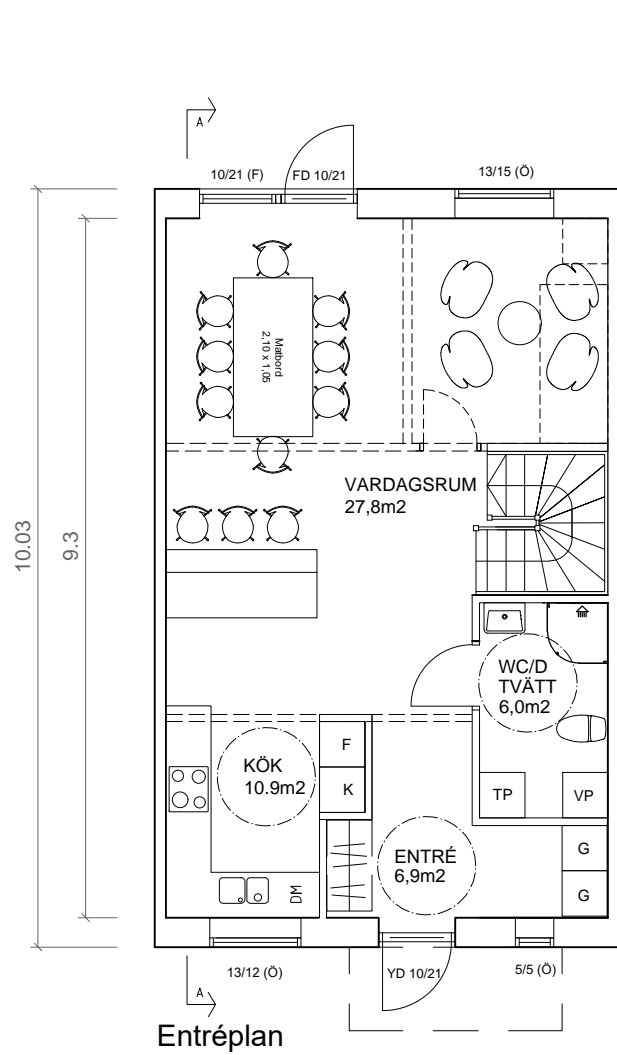 A
10/21 (F)
FD 10/21
13/15 (Ö)
Matbord
2,10 x 1,05
10.03
9.3
VARDAGSRUM
27,8m2
WC/D
TVÄTT
6,0m2
F
K
KÖK
10.9m2
TP
VP
ENTRÉ
6,9m2
G
G
DM
13/12 (Ö)
YD 10/21
5/5 (Ö)
A
Entréplan